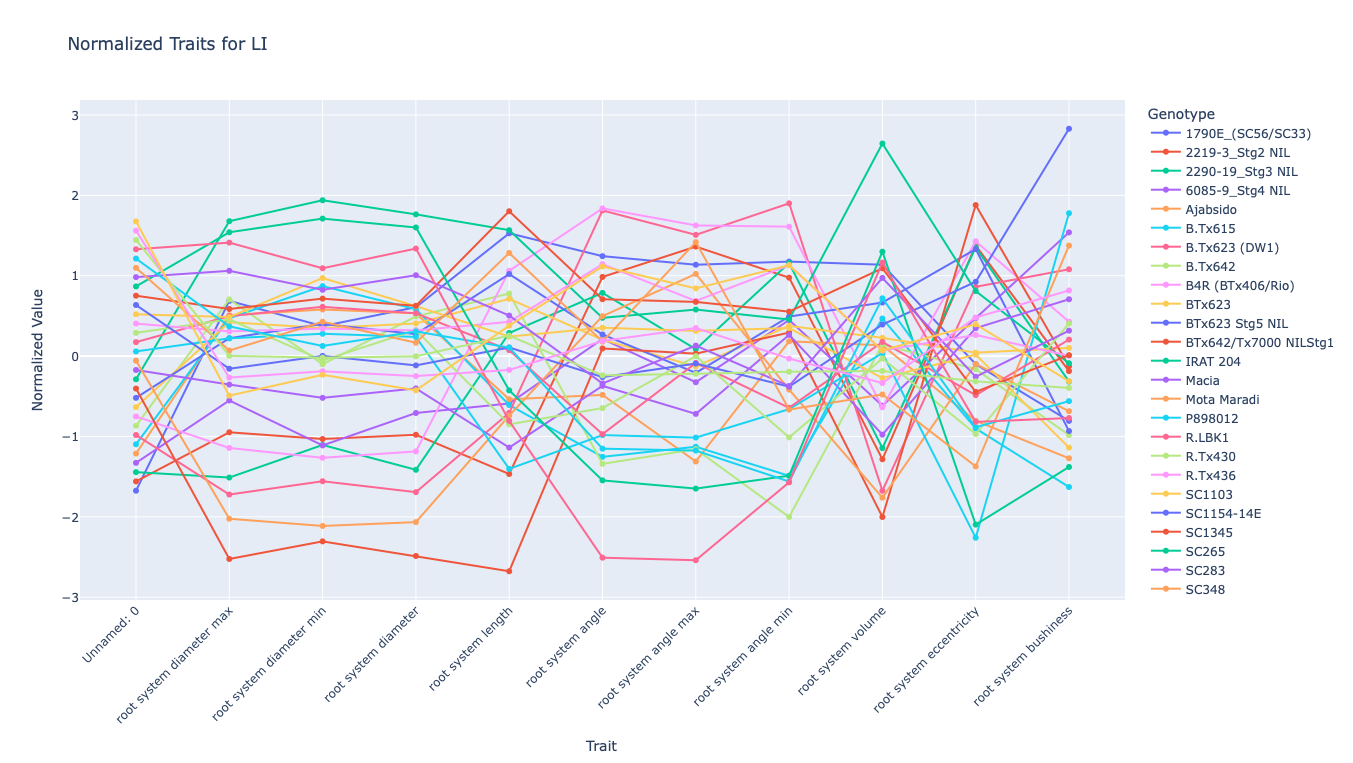 Normalized Traits for LI
Genotype
1790E_(SC56/SC33)
2219-3_Stg2 NIL
2290-19_Stg3 NIL
6085-9_Stg4 NIL
Ajabsido
B.Tx615
B.Tx623 (DW1)
B.Tx642
B4R (BTx406/Rio)
BTx623
BTx623 Stg5 NIL
BTx642/Tx7000 NILStg1
IRAT 204
Macia
Mota Maradi
P898012
R.LBK1
R.Tx430
R.Tx436
SC1103
SC1154-14E
SC1345
SC265
SC283
SC348
Normalized Value
3
2
1
0
−1
−2
−3
Unnamed: 0
root system diameter max
root system diameter min
root system diameter
root system length
root system angle
root system angle max
root system angle min
root system volume
root system eccentricity
root system bushiness
Trait